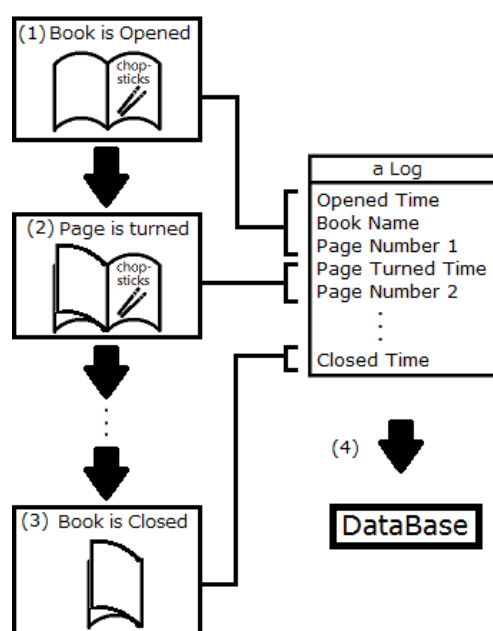 (1) Book is Opened
chop-
sticks
(2) Page is turned
chop-
sticks
(3) Book is Closed
a Log
Opened Time
Book Name
Page Number 1
Page Turned Time
Page Number 2
Closed Time
(4)
DataBase